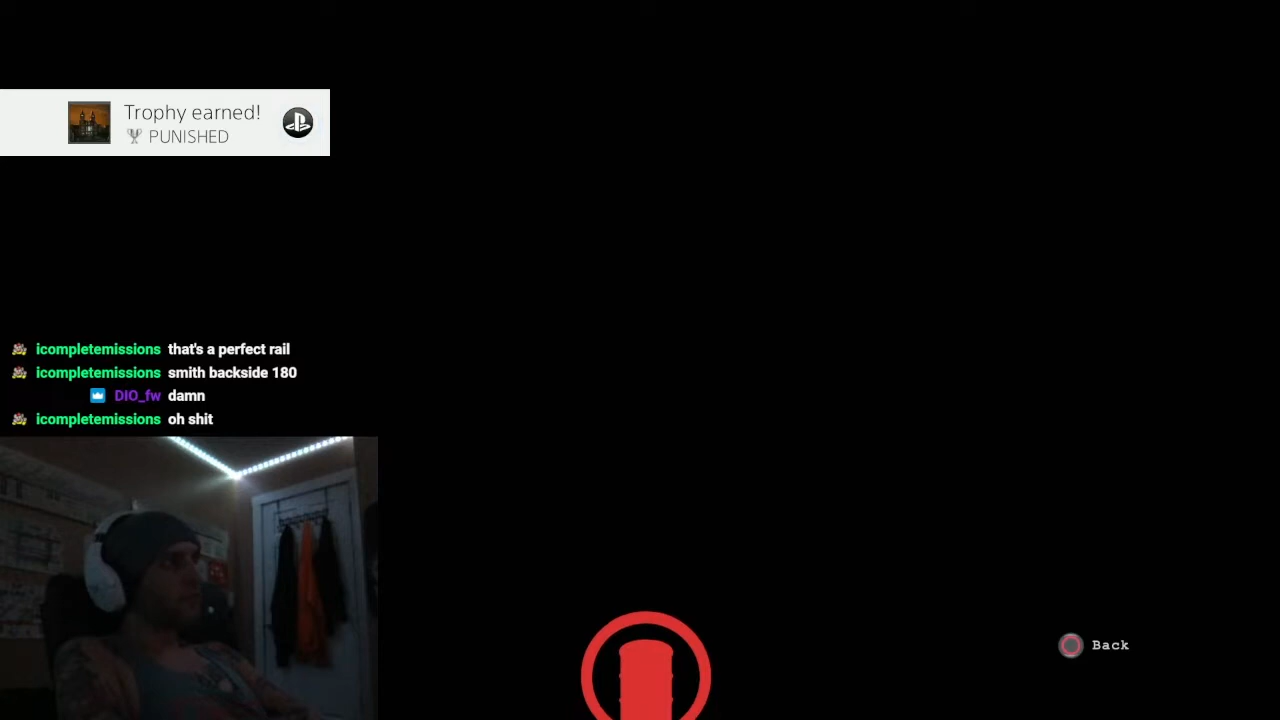 Trophy earned!
PUNISHED
icompletemissions that's a perfect rail
icompletemissions smith backside 180
DIO_fw damn
icompletemissions oh shit
Back